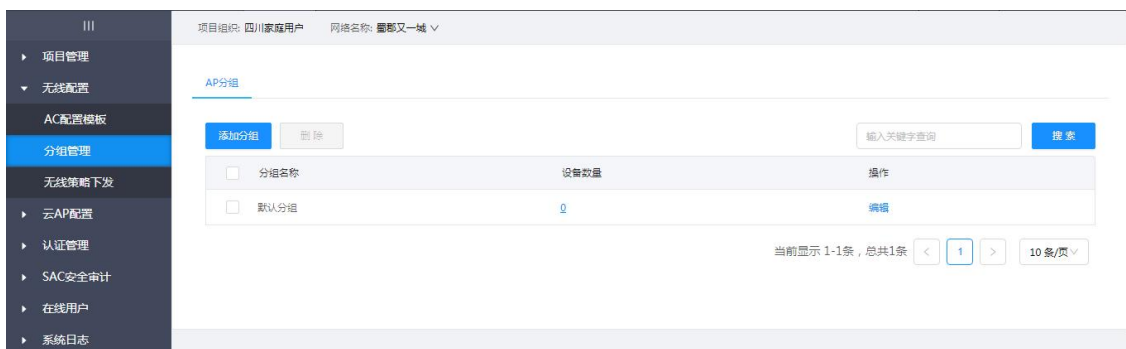 项目组织: 四川家庭用户 网络名称: 蜀郡又一城
项目管理
无线配置
AC配置模板
分组管理
无线策略下发
云AP配置
认证管理
SAC安全审计
在线用户
系统日志
AP分组
添加分组 删除 输入关键字查询 搜索
分组名称 设备数量 操作
默认分组 0 编辑
当前显示 1-1条，总共1条 < 1 > 10 条/页